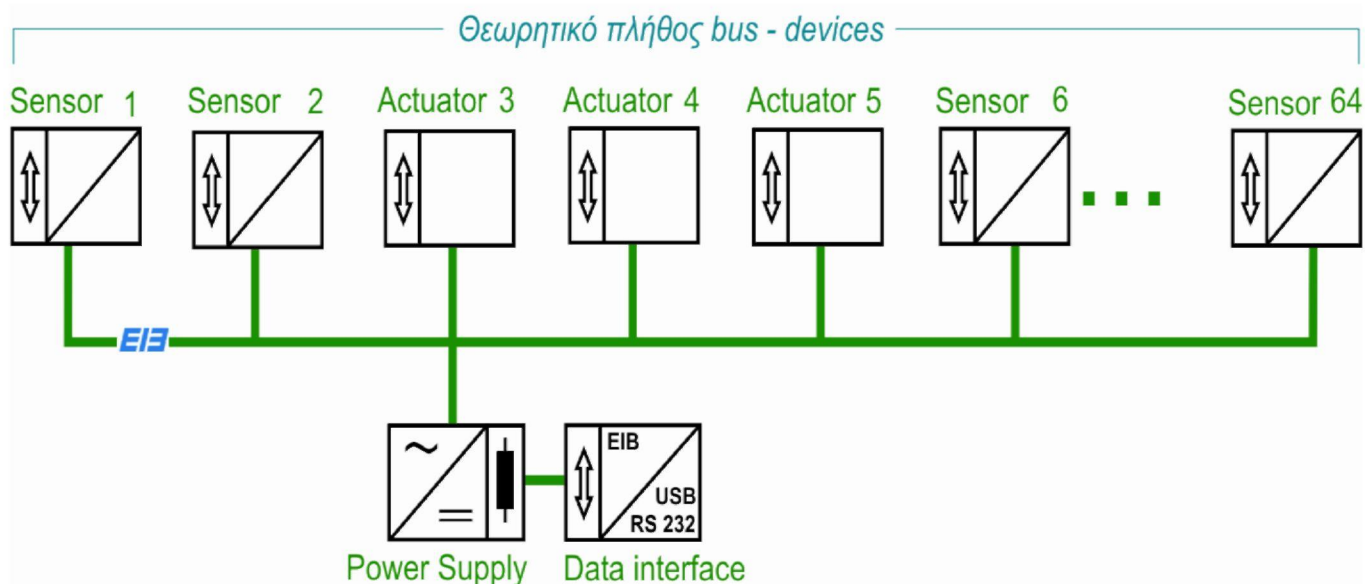 Θεωρητικό πλήθος bus - devices
Sensor 1 Sensor 2 Actuator 3 Actuator 4 Actuator 5 Sensor 6 Sensor 64
EIB
EIB
USB
RS 232
Power Supply Data interface